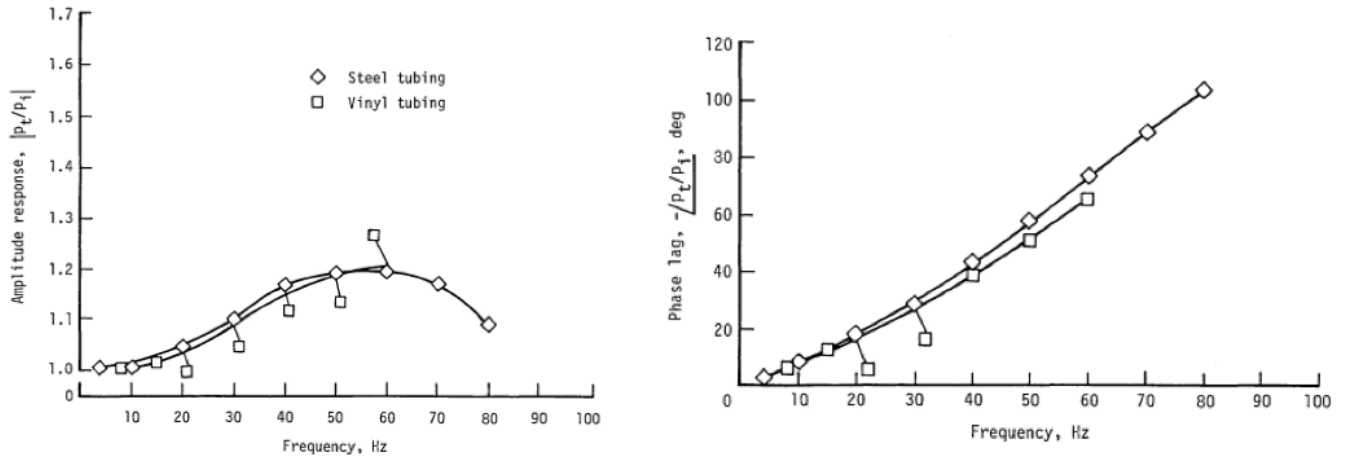 1.7
1.6
1.5
1.4
1.3
1.2
1.1
1.0
0
Amplitude response, |pt/pi|
Steel tubing
Vinyl tubing
10 20 30 40 50 60 70 80 90 100
Frequency, Hz
120
100
30
60
40
20
0
Phase lag, -/pt/pi, deg
10 20 30 40 50 60 70 80 90 100
Frequency, Hz